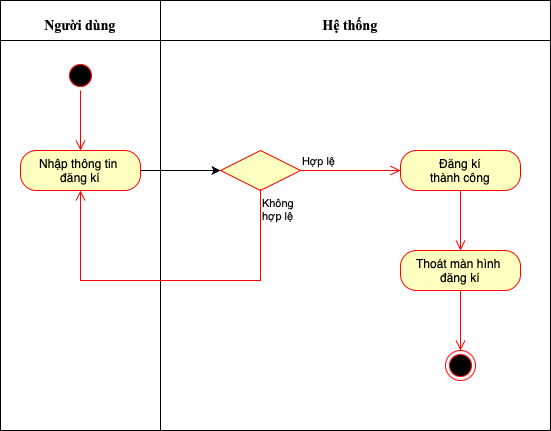 Người dùng
Hệ thống
Nhập thông tin
đăng kí
Hợp lệ
Không
hợp lệ
Đăng kí
thành công
Thoát màn hình
đăng kí